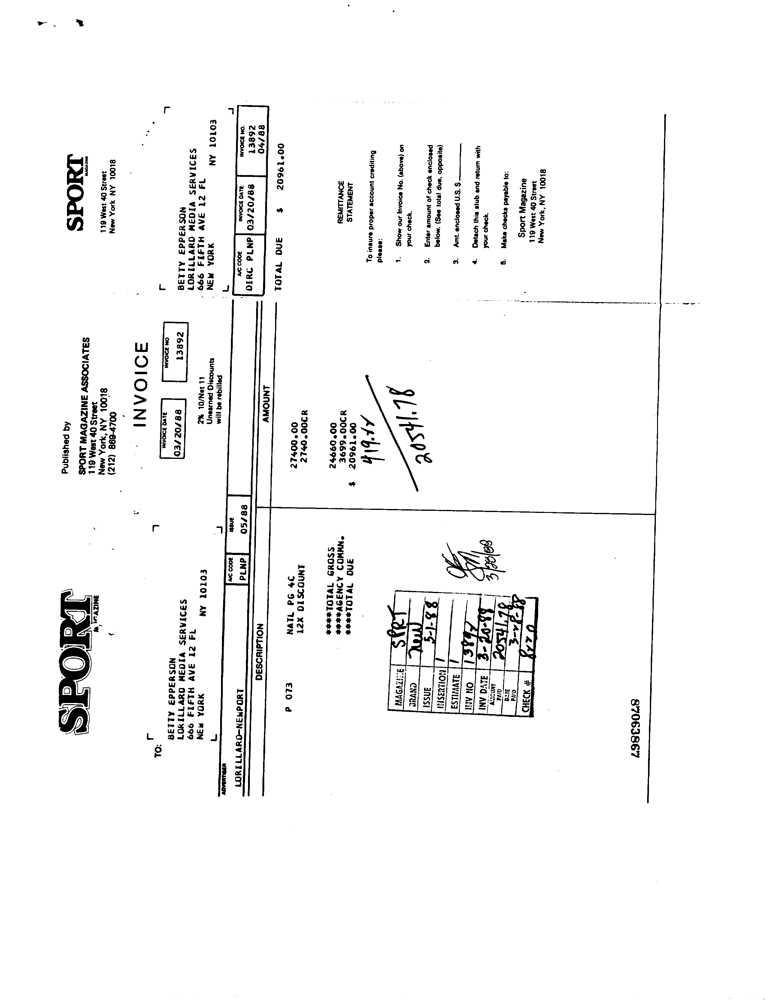 SPORT
MAGAZINE
TO:
BETTY EPPERSON
LORILLARD MEDIA SERVICES
666 FIFTH AVE 12 FL
NEW YORK NY 10103
Published by
SPORT MAGAZINE ASSOCIATES
119 West 40 Street
New York, NY 10018
(212) 869-4700
INVOICE
INVOICE DATE
03/20/88
INVOICE NO
13892
2% 10/Net 11
Unearned Discounts
will be rebilled
ADVERTISER
LORILLARD-NEWPORT
A/C CODE
PLNP
ISSUE
05/88
DESCRIPTION
AMOUNT
P 073 NATL PG 4C 27400.00
12X DISCOUNT 2740.00CR
****TOTAL GROSS 24660.00
****AGENCY COMMN. 3699.00CR
****TOTAL DUE $ 20961.00
419.22
20541.78
MAGAZINE SPRT
BRAND new
ISSUE 5-1-88
INSERTION 1
ESTIMATE 1
INV NO 13892
INV DATE 3-20-88
AMOUNT PAID 20541.78
DATE PAID 3-28-88
CHECK #
3/28/88
87063867
SPORT
MAGAZINE
119 West 40 Street
New York NY 10018
BETTY EPPERSON
LORILLARD MEDIA SERVICES
666 FIFTH AVE 12 FL
NEW YORK NY 10103
A/C CODE
DIRC PLNP
INVOICE DATE
03/20/88
INVOICE NO.
13892
04/88
TOTAL DUE $ 20961.00
REMITTANCE
STATEMENT
To insure proper account crediting
please:
1. Show our Invoice No. (above) on
your check.
2. Enter amount of check enclosed
below. (See total due, opposite)
3. Amt. enclosed U.S. $
4. Detach this stub and return with
your check.
5. Make checks payable to:
Sport Magazine
119 West 40 Street
New York, NY 10018